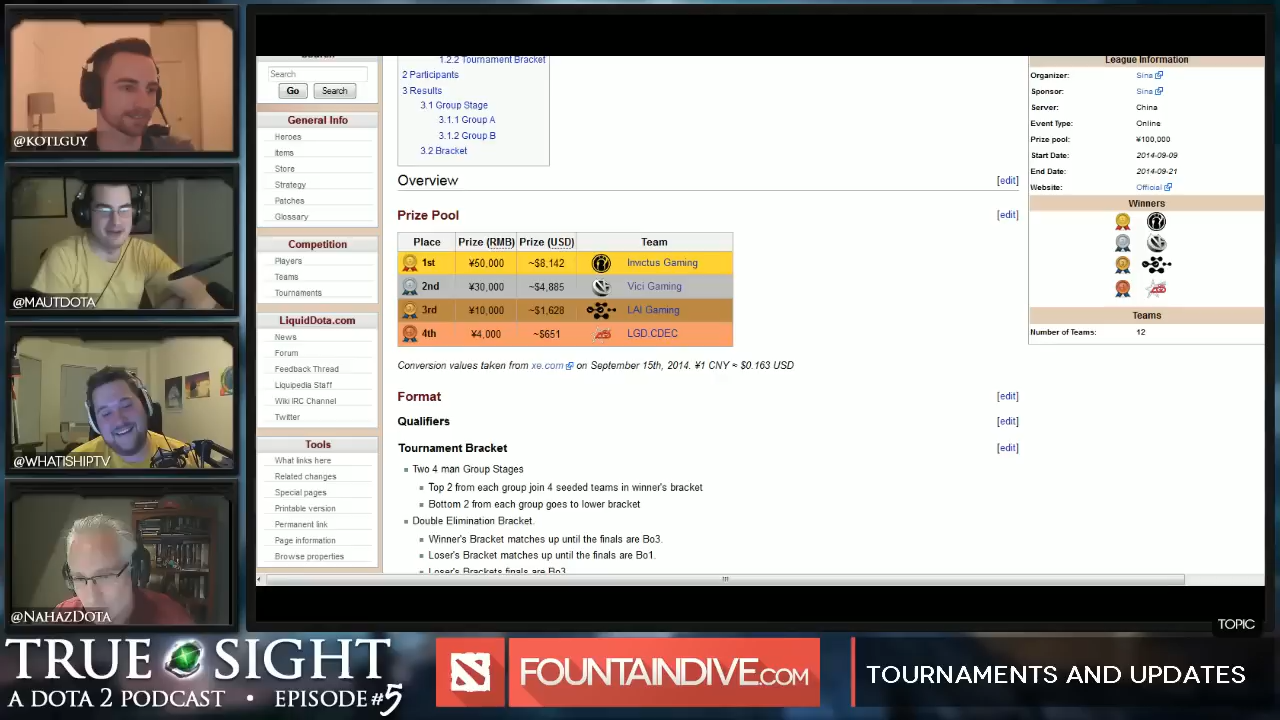 @KOTLGUY
@MAUTDOTA
@WHATISHIPTV
@NAHAZDOTA
Search
Go Search
General Info
Heroes
Items
Store
Strategy
Patches
Glossary
Competition
Players
Teams
Tournaments
LiquidDota.com
News
Forum
Feedback Thread
Liquipedia Staff
Wiki IRC Channel
Twitter
Tools
What links here
Related changes
Special pages
Printable version
Permanent link
Page information
Browse properties
1.2.2 Tournament Bracket
2 Participants
3 Results
3.1 Group Stage
3.1.1 Group A
3.1.2 Group B
3.2 Bracket
Overview [edit]
Prize Pool [edit]
Place Prize (RMB) Prize (USD) Team
1st ¥50,000 ~$8,142 Invictus Gaming
2nd ¥30,000 ~$4,885 Vici Gaming
3rd ¥10,000 ~$1,628 LAI Gaming
4th ¥4,000 ~$651 LGD.CDEC
Conversion values taken from xe.com on September 15th, 2014. ¥1 CNY ≈ $0.163 USD
Format [edit]
Qualifiers [edit]
Tournament Bracket [edit]
Two 4 man Group Stages
Top 2 from each group join 4 seeded teams in winner's bracket
Bottom 2 from each group goes to lower bracket
Double Elimination Bracket.
Winner's Bracket matches up until the finals are Bo3.
Loser's Bracket matches up until the finals are Bo1.
Loser's Brackets finals are Bo3
League Information
Organizer: Sina
Sponsor: Sina
Server: China
Event Type: Online
Prize pool: ¥100,000
Start Date: 2014-09-09
End Date: 2014-09-21
Website: Official
Winners
Teams
Number of Teams: 12
TOPIC
TRUE SIGHT
A DOTA 2 PODCAST • EPISODE #5
FOUNTAINDIVE.COM
TOURNAMENTS AND UPDATES